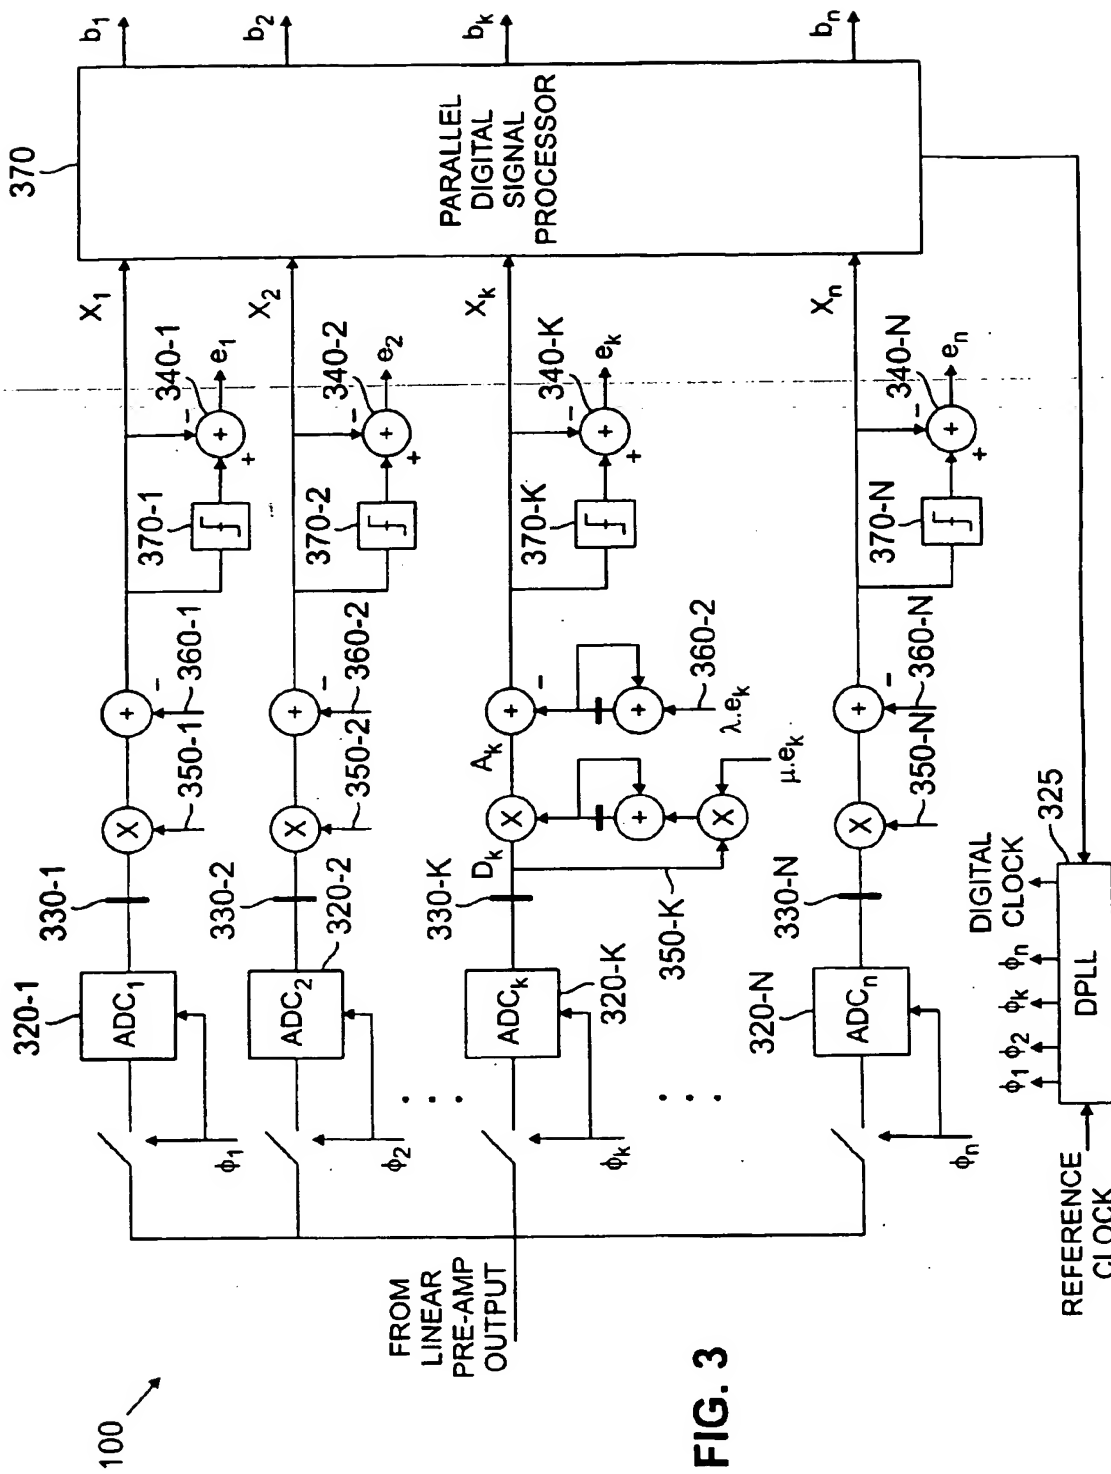 100
FROM
LINEAR
PRE-AMP
OUTPUT
ϕ1
320-1
ADC1
330-1
350-1
360-1
–
370-1
340-1
–
+
e1
X1
370
b1
ϕ2
ADC2
330-2
320-2
350-2
360-2
–
370-2
340-2
–
+
e2
X2
b2
PARALLEL
DIGITAL
SIGNAL
PROCESSOR
ϕk
ADCk
320-K
330-K
Dk
350-K
X
Ak
X
μ.ek
+
+
–
+
λ.ek
360-2
370-K
340-K
–
+
ek
Xk
bk
ϕn
320-N
ADCn
330-N
350-N
360-N
–
370-N
340-N
–
+
en
Xn
bn
REFERENCE
CLOCK
ϕ1 ϕ2 ϕk ϕn
DIGITAL
CLOCK
325
DPLL
FIG. 3